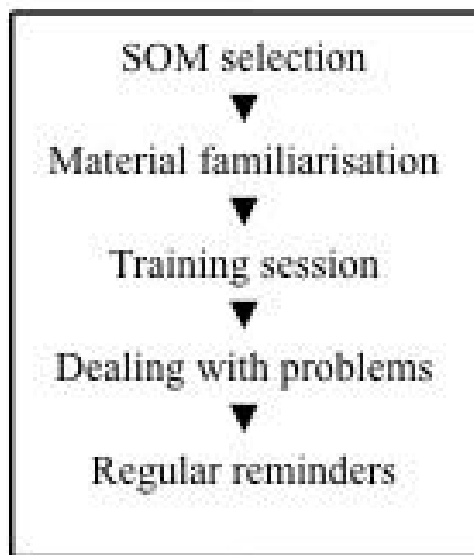 SOM selection
Material familiarisation
Training session
Dealing with problems
Regular reminders